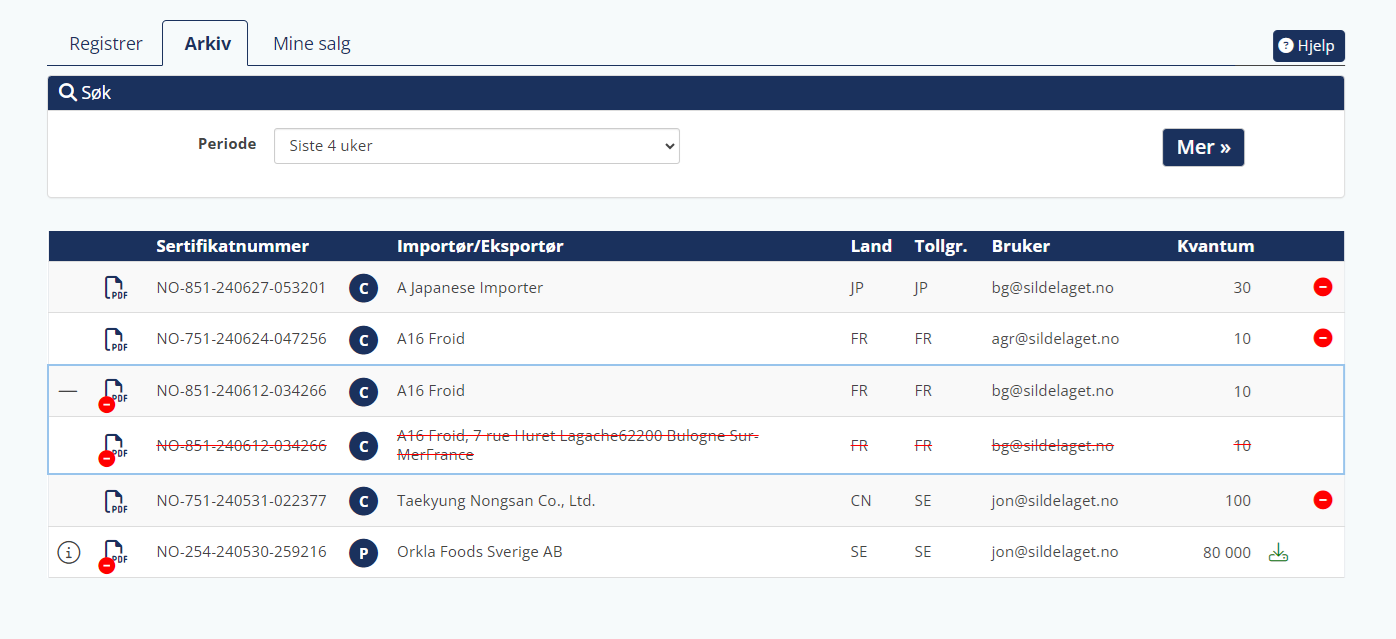 Registrer Arkiv Mine salg Hjelp
Søk
Periode Siste 4 uker Mer »
Sertifikatnummer Importør/Eksportør Land Tollgr. Bruker Kvantum
PDF NO-851-240627-053201 C A Japanese Importer JP JP bg@sildelaget.no 30
PDF NO-751-240624-047256 C A16 Froid FR FR agr@sildelaget.no 10
PDF NO-851-240612-034266 C A16 Froid FR FR bg@sildelaget.no 10
PDF NO-851-240612-034266 C A16 Froid, 7 rue Huret Lagache62200 Bulogne Sur-
MerFrance FR FR bg@sildelaget.no 10
PDF NO-751-240531-022377 C Taekyung Nongsan Co., Ltd. CN SE jon@sildelaget.no 100
i PDF NO-254-240530-259216 P Orkla Foods Sverige AB SE SE jon@sildelaget.no 80 000